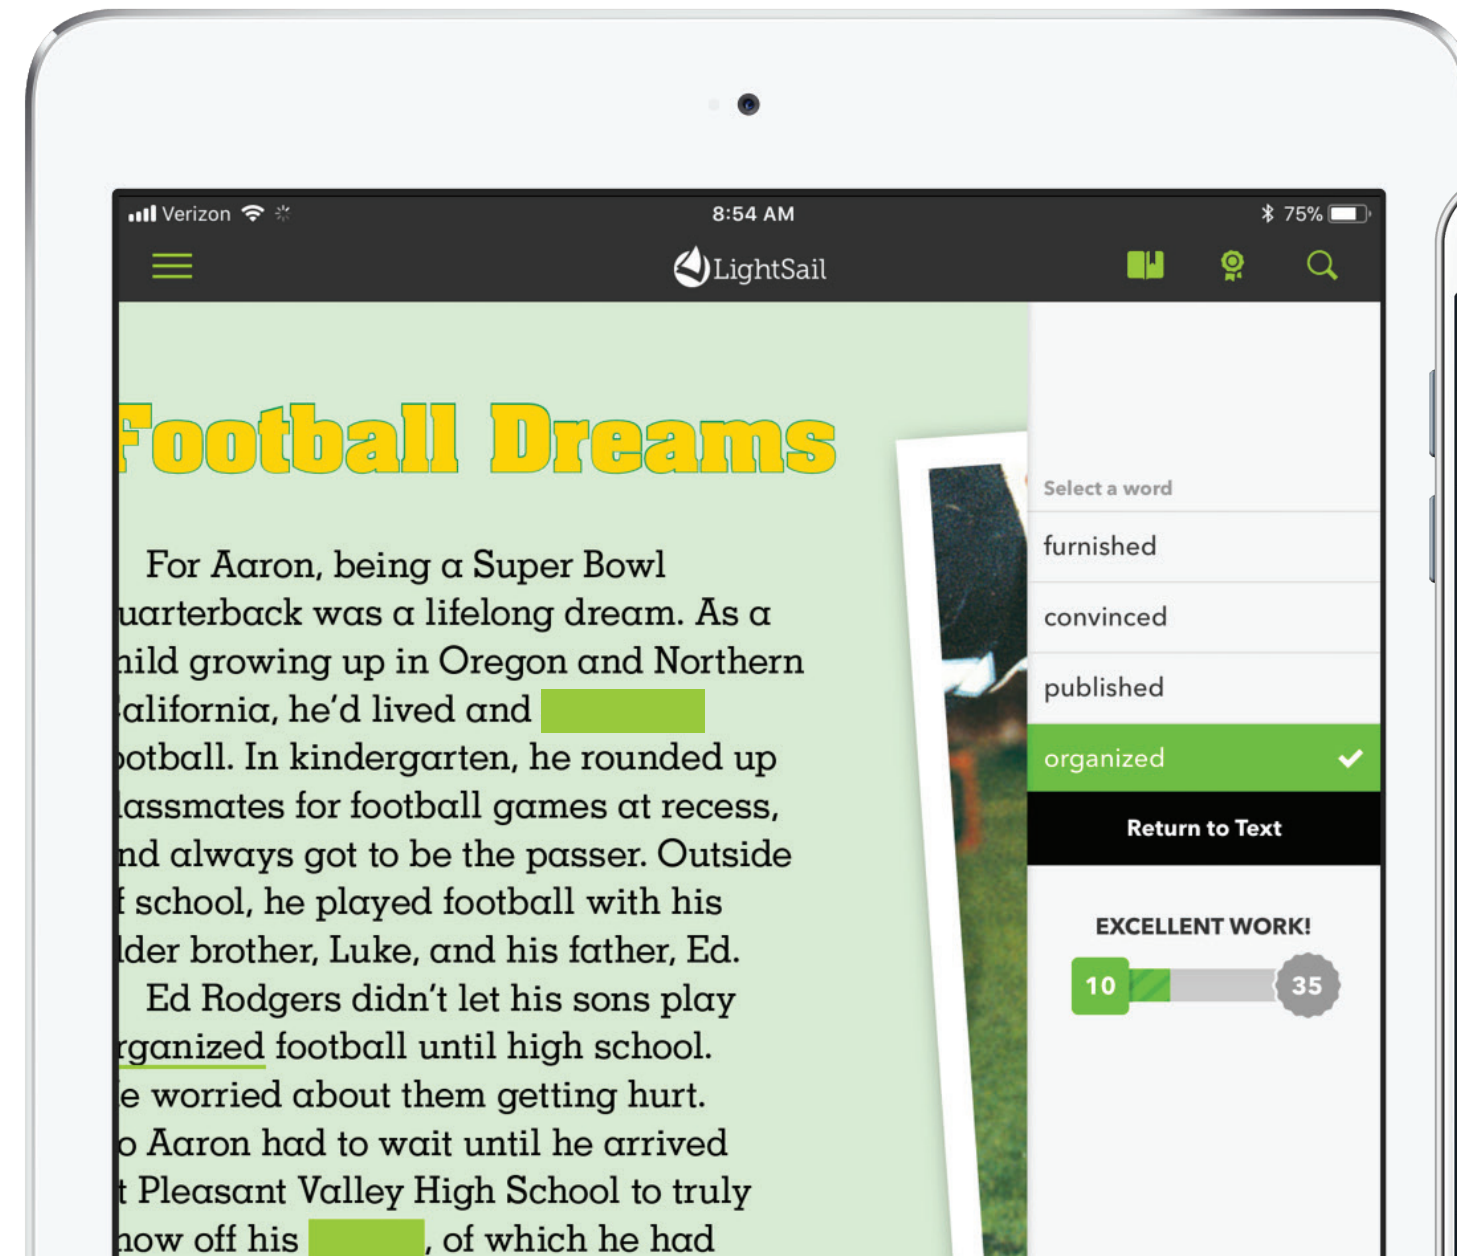 Verizon
8:54 AM
75%
LightSail
Football Dreams
For Aaron, being a Super Bowl
uarterback was a lifelong dream. As a
hild growing up in Oregon and Northern
alifornia, he'd lived and
ootball. In kindergarten, he rounded up
lassmates for football games at recess,
nd always got to be the passer. Outside
f school, he played football with his
lder brother, Luke, and his father, Ed.
Ed Rodgers didn't let his sons play
rganized football until high school.
e worried about them getting hurt.
o Aaron had to wait until he arrived
t Pleasant Valley High School to truly
how off his , of which he had
Select a word
furnished
convinced
published
organized
Return to Text
EXCELLENT WORK!
10
35